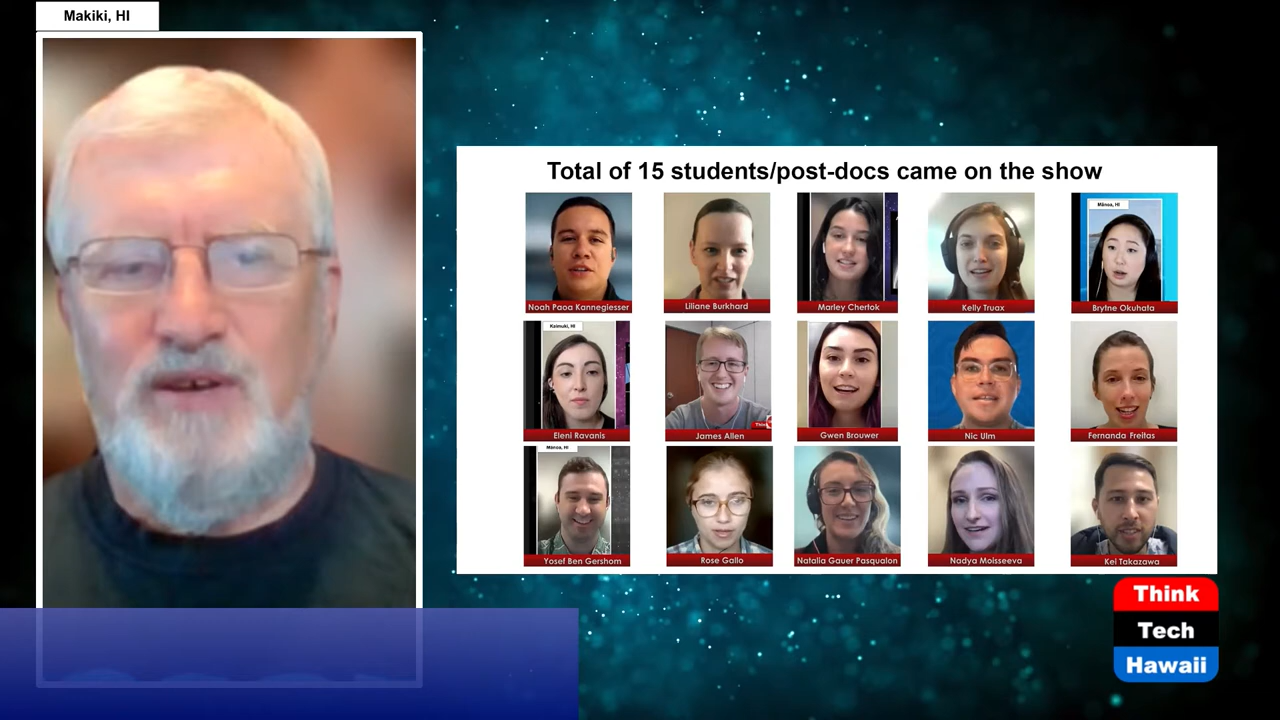 Makiki, HI
Total of 15 students/post-docs came on the show
Mānoa, HI
Noah Paoa Kannegiesser
Liliane Burkhard
Marley Chertok
Kelly Truax
Brytne Okuhata
Kaimuki, HI
Think
Eleni Ravanis
James Allen
Gwen Brouwer
Nic Ulm
Fernanda Freitas
Mānoa, HI
Yosef Ben Gershom
Rose Gallo
Natalia Gauer Pasqualon
Nadya Moisseeva
Kei Takazawa
Think
Tech
Hawaii